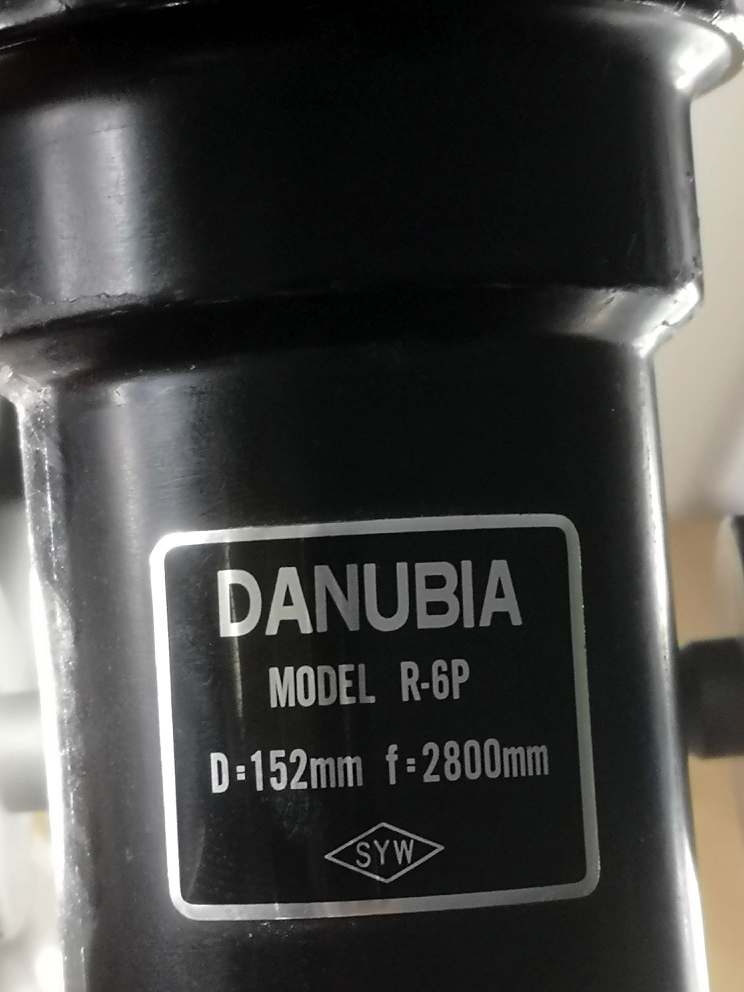 DANUBIA
MODEL R-6P
D=152mm f=2800mm
SYW